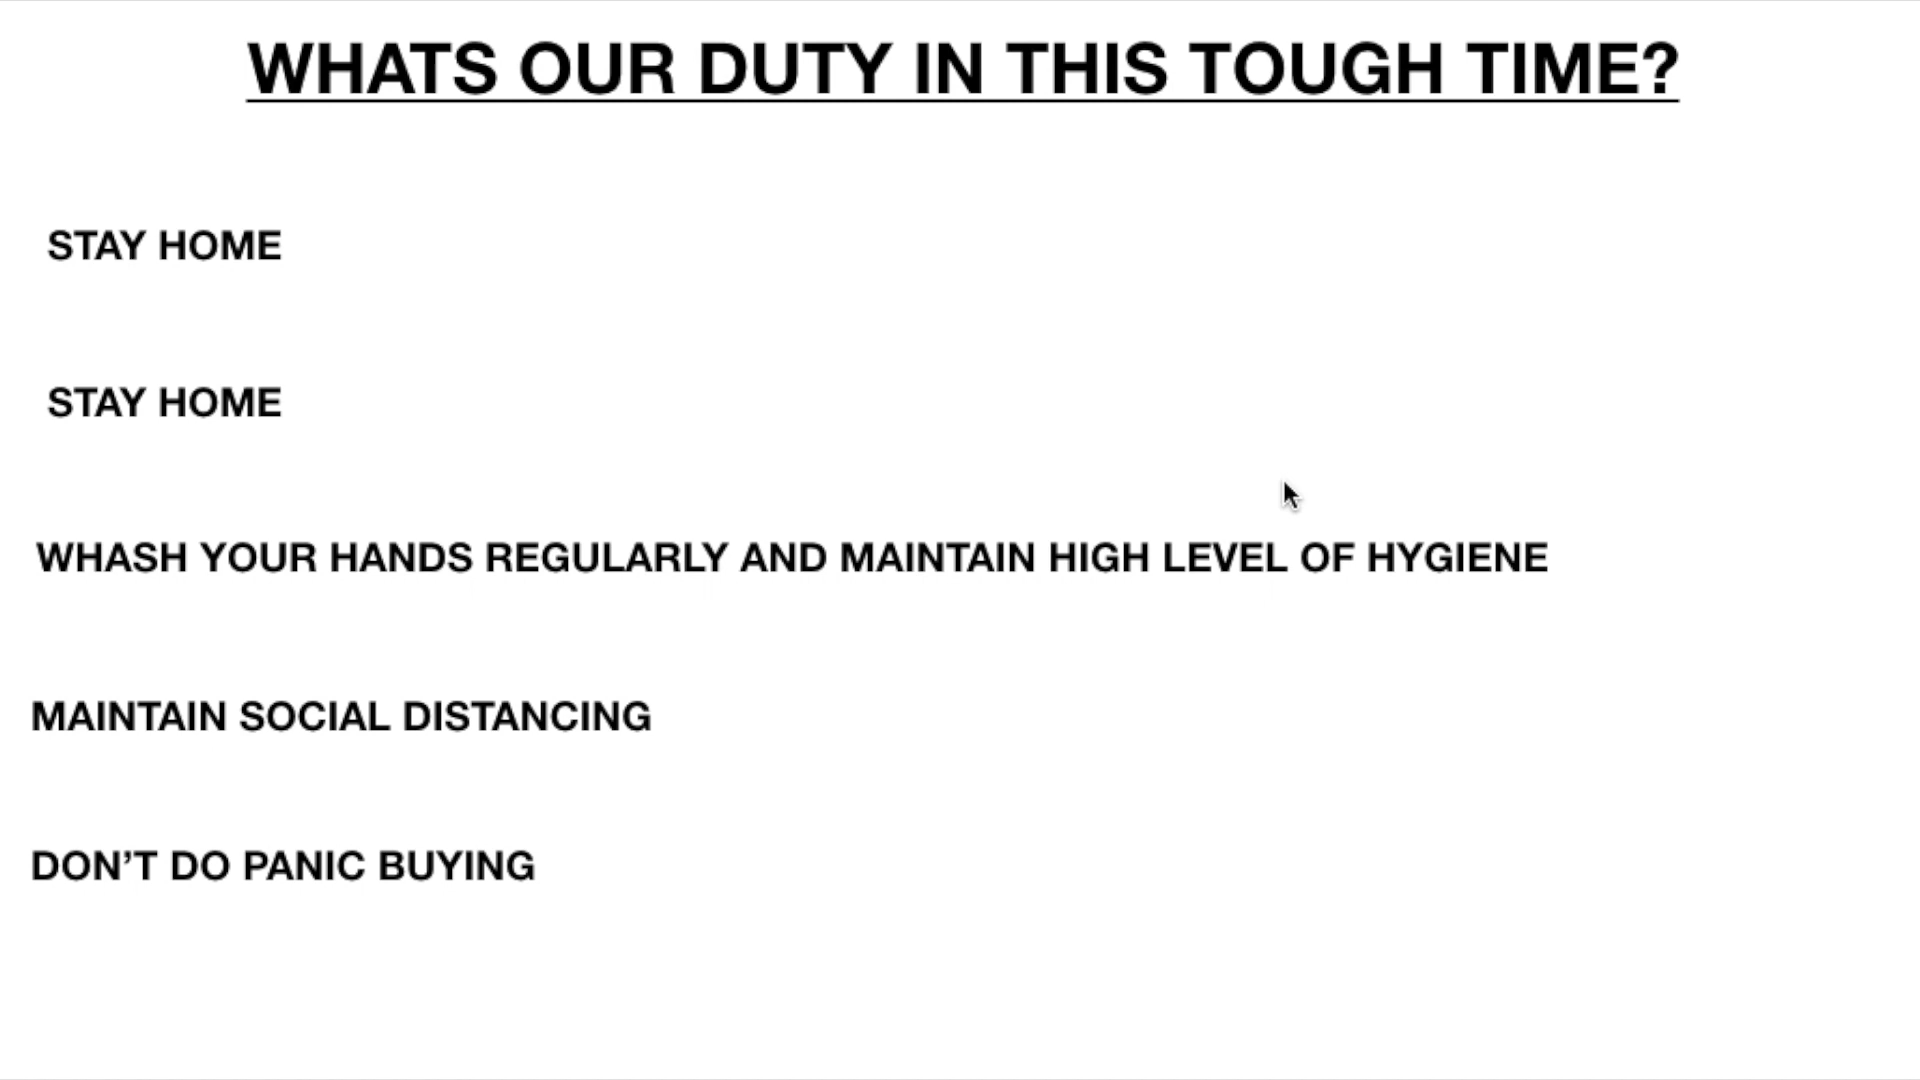 WHATS OUR DUTY IN THIS TOUGH TIME?
STAY HOME
STAY HOME
WHASH YOUR HANDS REGULARLY AND MAINTAIN HIGH LEVEL OF HYGIENE
MAINTAIN SOCIAL DISTANCING
DON’T DO PANIC BUYING